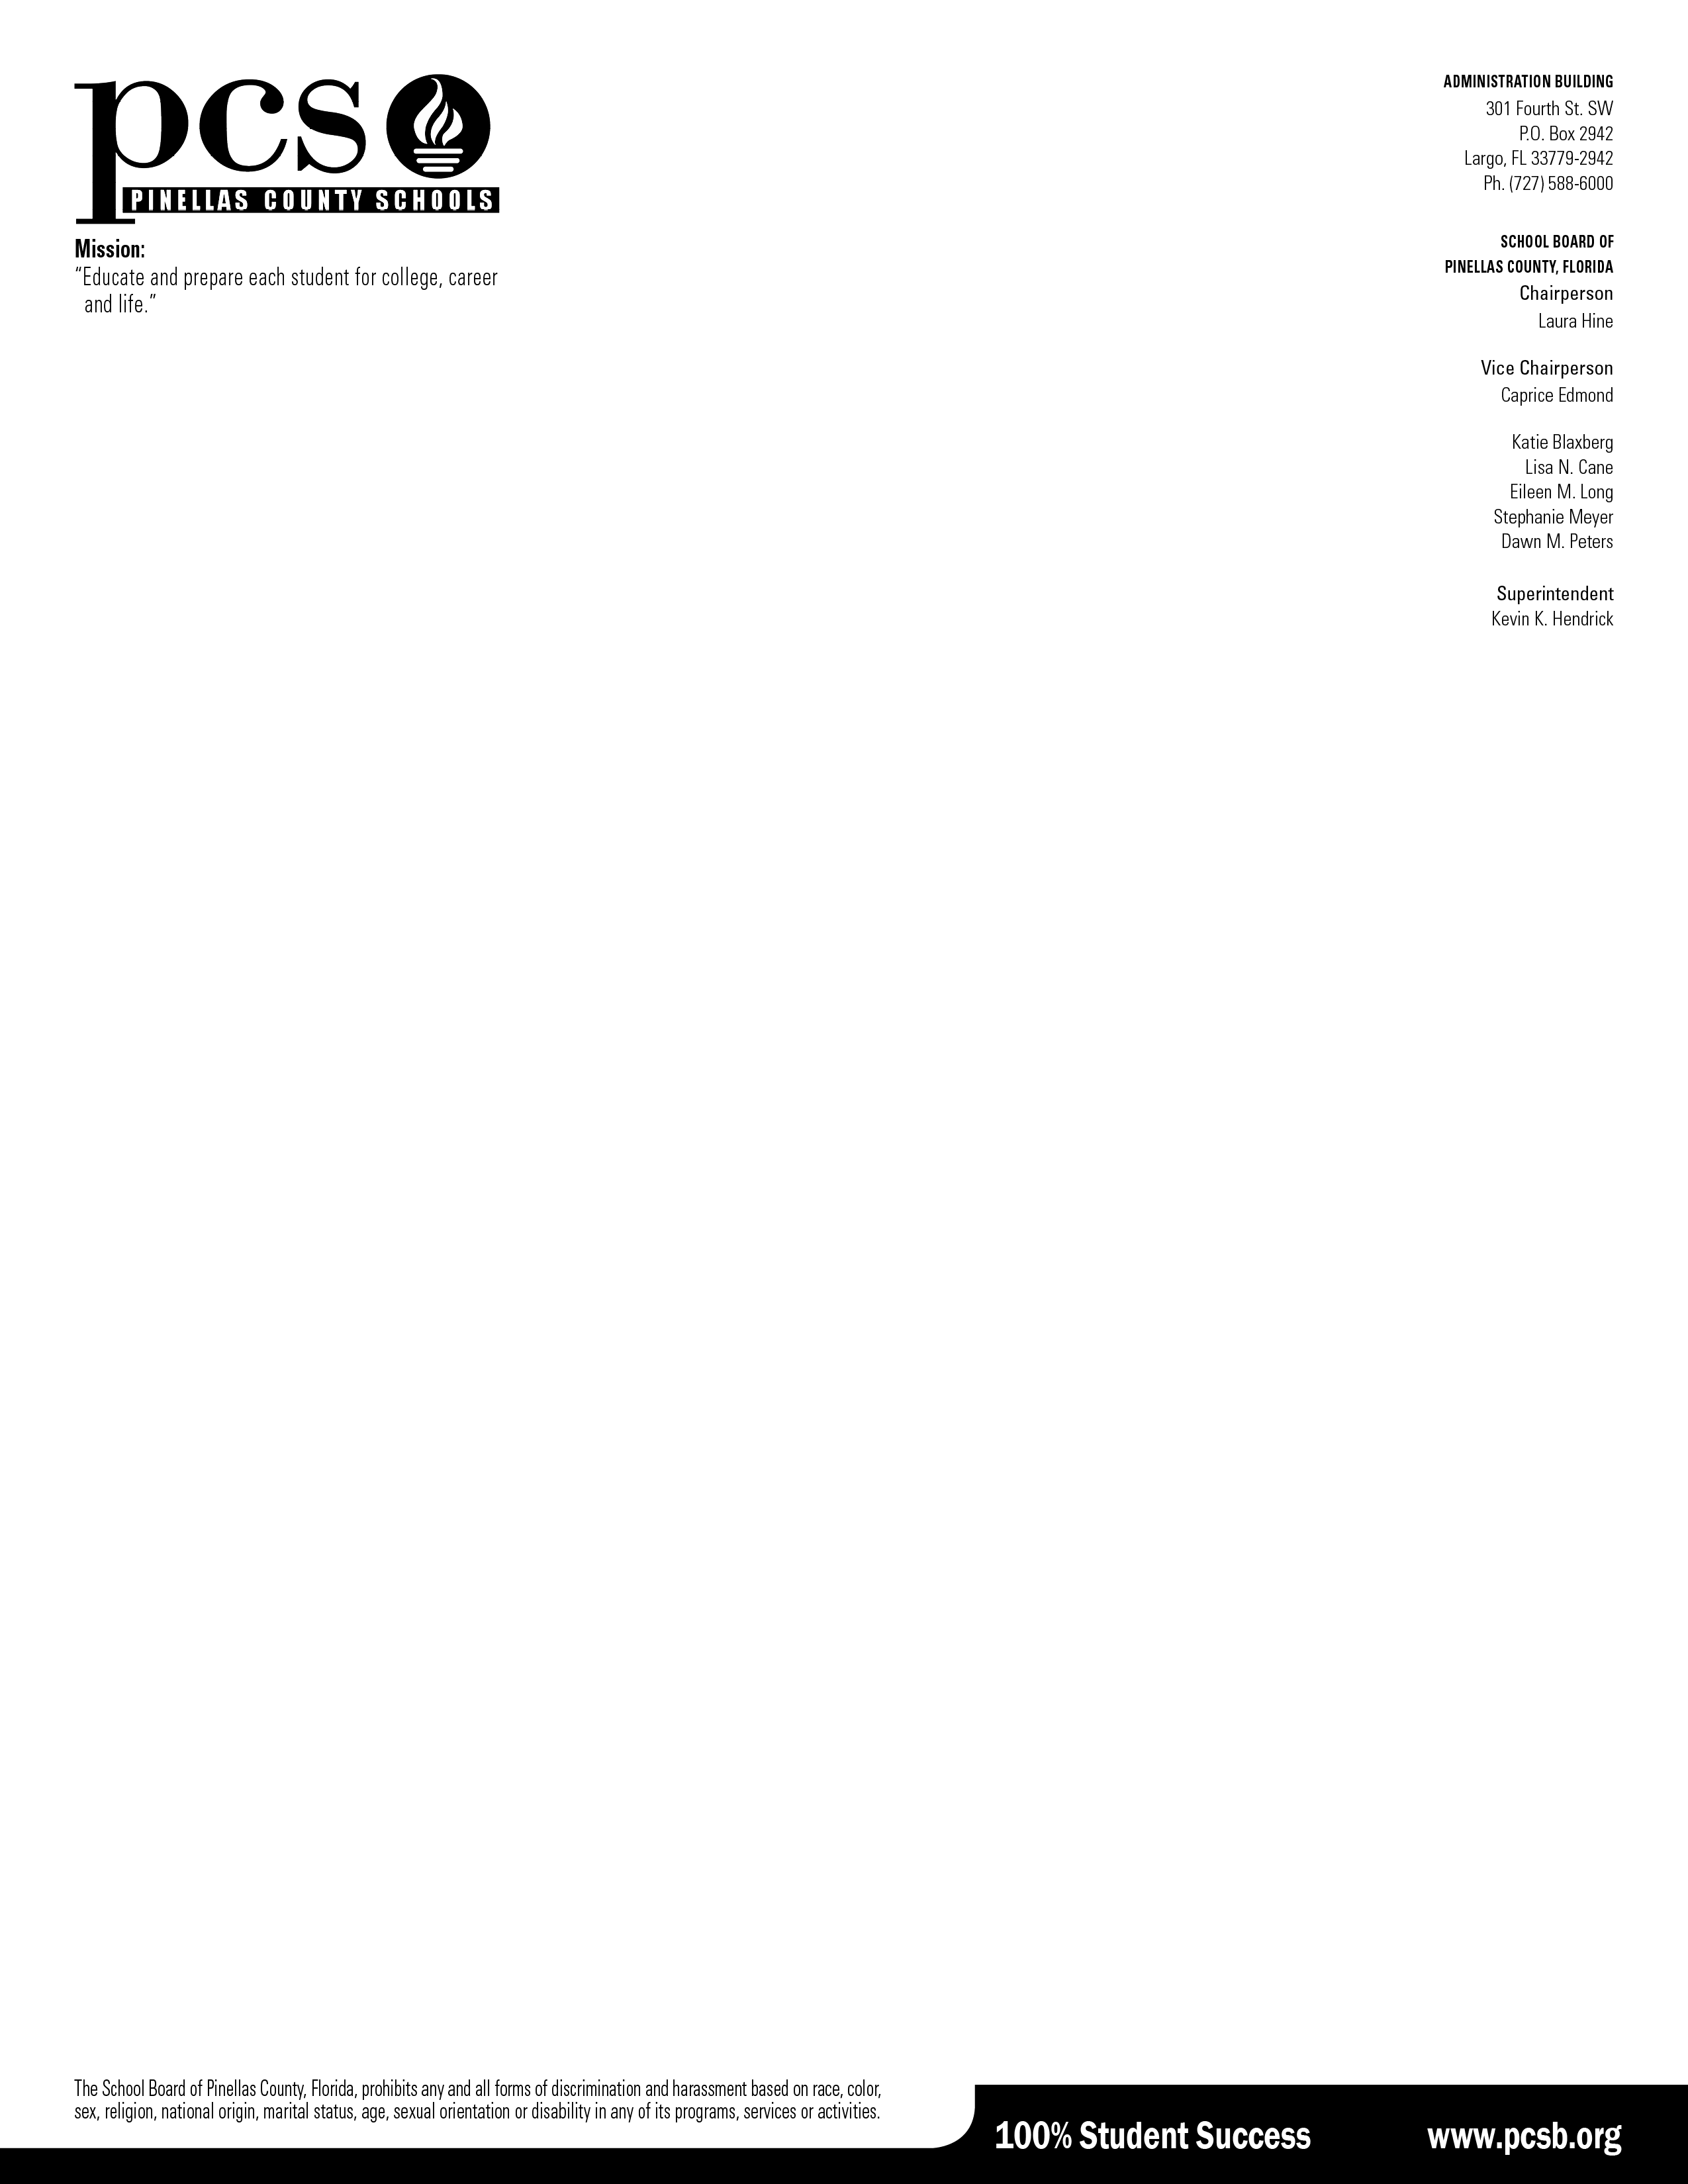 pcs
PINELLAS COUNTY SCHOOLS
Mission:
“Educate and prepare each student for college, career
and life.”
ADMINISTRATION BUILDING
301 Fourth St. SW
P.O. Box 2942
Largo, FL 33779-2942
Ph. (727) 588-6000
SCHOOL BOARD OF
PINELLAS COUNTY, FLORIDA
Chairperson
Laura Hine
Vice Chairperson
Caprice Edmond
Katie Blaxberg
Lisa N. Cane
Eileen M. Long
Stephanie Meyer
Dawn M. Peters
Superintendent
Kevin K. Hendrick
The School Board of Pinellas County, Florida, prohibits any and all forms of discrimination and harassment based on race, color,
sex, religion, national origin, marital status, age, sexual orientation or disability in any of its programs, services or activities.
100% Student Success
www.pcsb.org